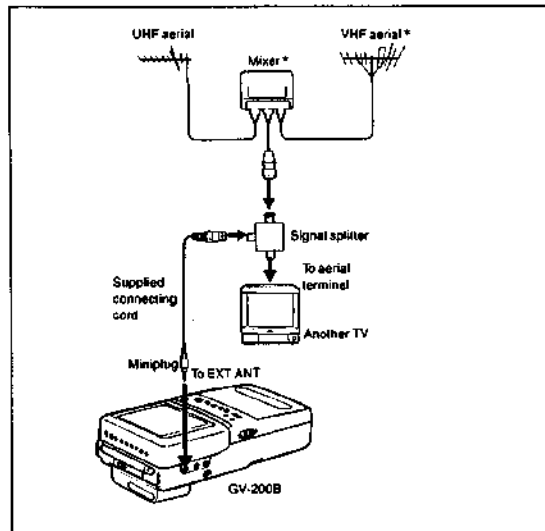 UHF aerial
VHF aerial *
Mixer *
Signal splitter
To aerial
terminal
Supplied
connecting
cord
Another TV
Miniplug
To EXT ANT
GV-200B